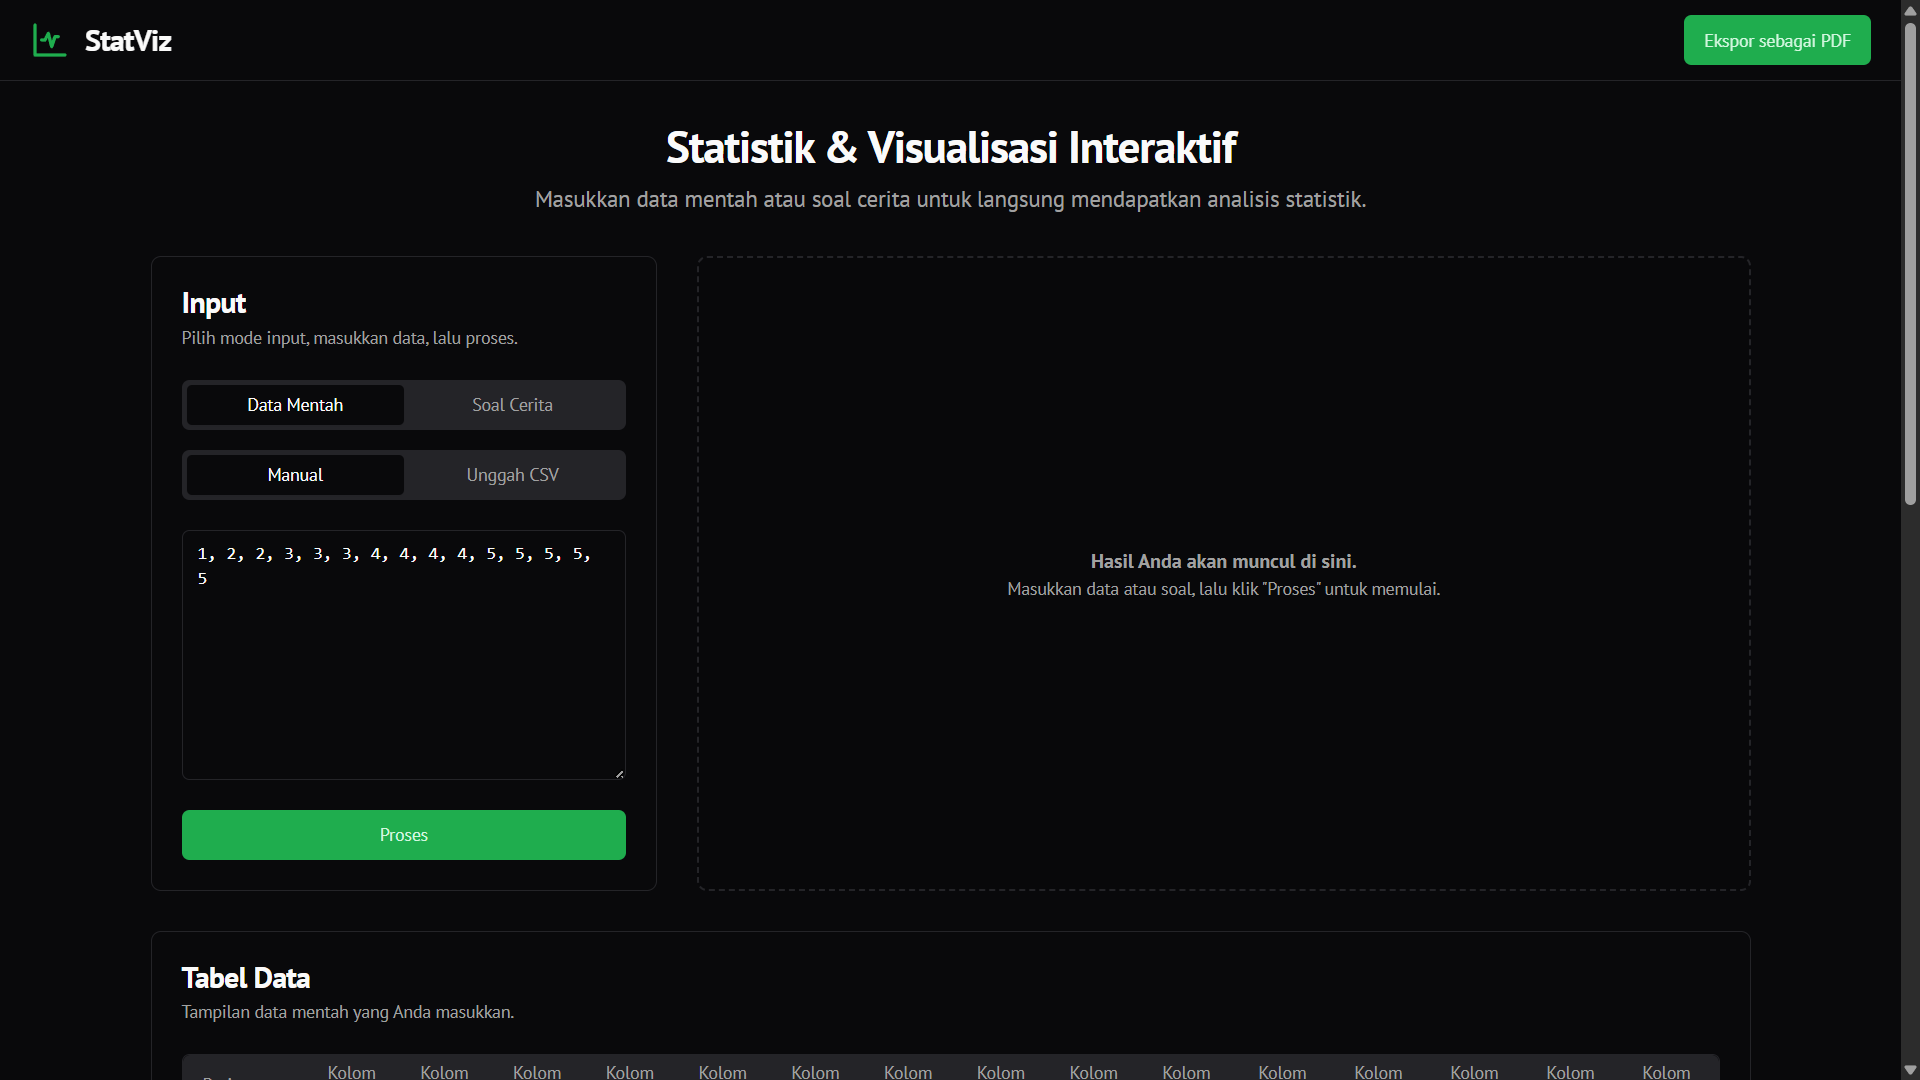 StatViz
Ekspor sebagai PDF
Statistik & Visualisasi Interaktif
Masukkan data mentah atau soal cerita untuk langsung mendapatkan analisis statistik.
Input
Pilih mode input, masukkan data, lalu proses.
Data Mentah
Soal Cerita
Manual
Unggah CSV
1, 2, 2, 3, 3, 3, 4, 4, 4, 4, 5, 5, 5, 5,
5
Proses
Hasil Anda akan muncul di sini.
Masukkan data atau soal, lalu klik "Proses" untuk memulai.
Tabel Data
Tampilan data mentah yang Anda masukkan.
Kolom Kolom Kolom Kolom Kolom Kolom Kolom Kolom Kolom Kolom Kolom Kolom Kolom Kolom Kolom